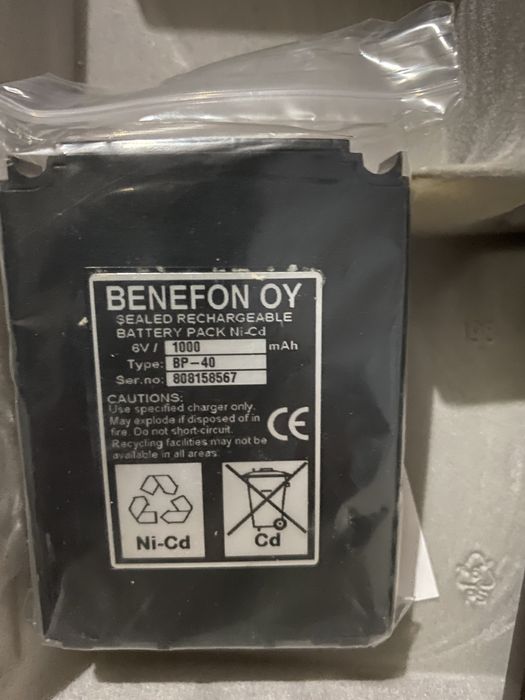 BENEFON OY
SEALED RECHARGEABLE
BATTERY PACK Ni-Cd
6V / 1000 mAh
Type: BP-40
Ser.no: 808158567
CAUTIONS:
Use specified charger only.
May explode if disposed of in
fire. Do not short-circuit.
Recycling facilities may not be
available in all areas.
CE
Ni-Cd
Cd